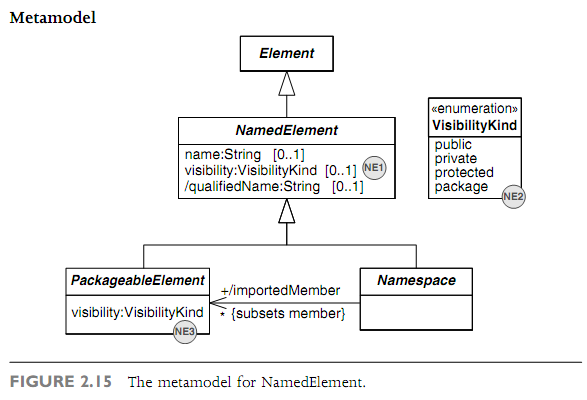 Metamodel
Element
NamedElement
name:String [0..1]
visibility:VisibilityKind [0..1]
NE1
/qualifiedName:String [0..1]
«enumeration»
VisibilityKind
public
private
protected
package
NE2
PackageableElement
visibility:VisibilityKind
NE3
+/importedMember
* {subsets member}
Namespace
FIGURE 2.15 The metamodel for NamedElement.